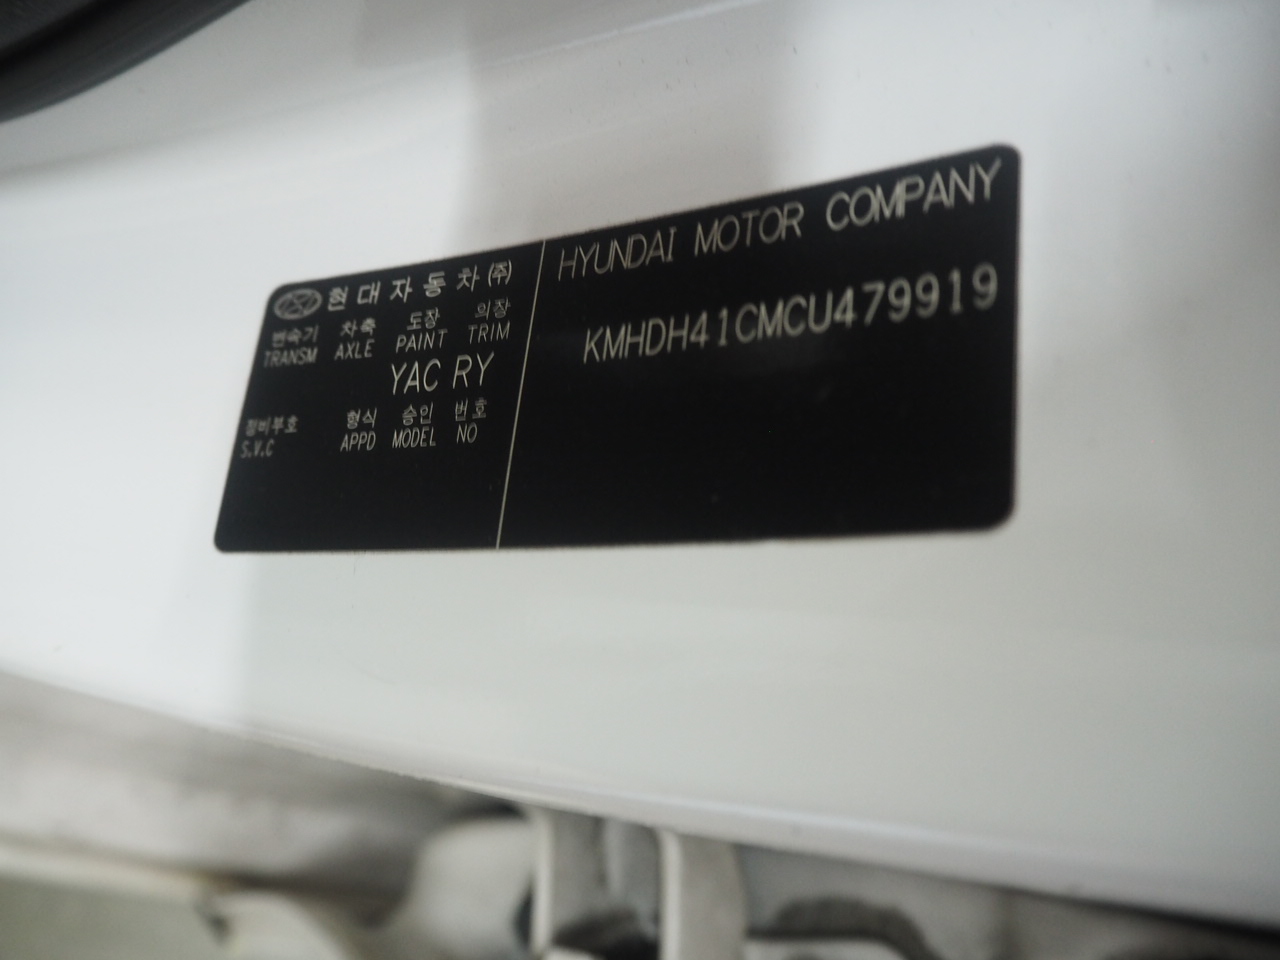 현대자동차㈜
변속기 차축 도장 의장
TRANSM AXLE PAINT TRIM
YAC RY
정비부호 형식 승인 번호
S.V.C APPD MODEL NO
HYUNDAI MOTOR COMPANY
KMHDH41CMCU479919